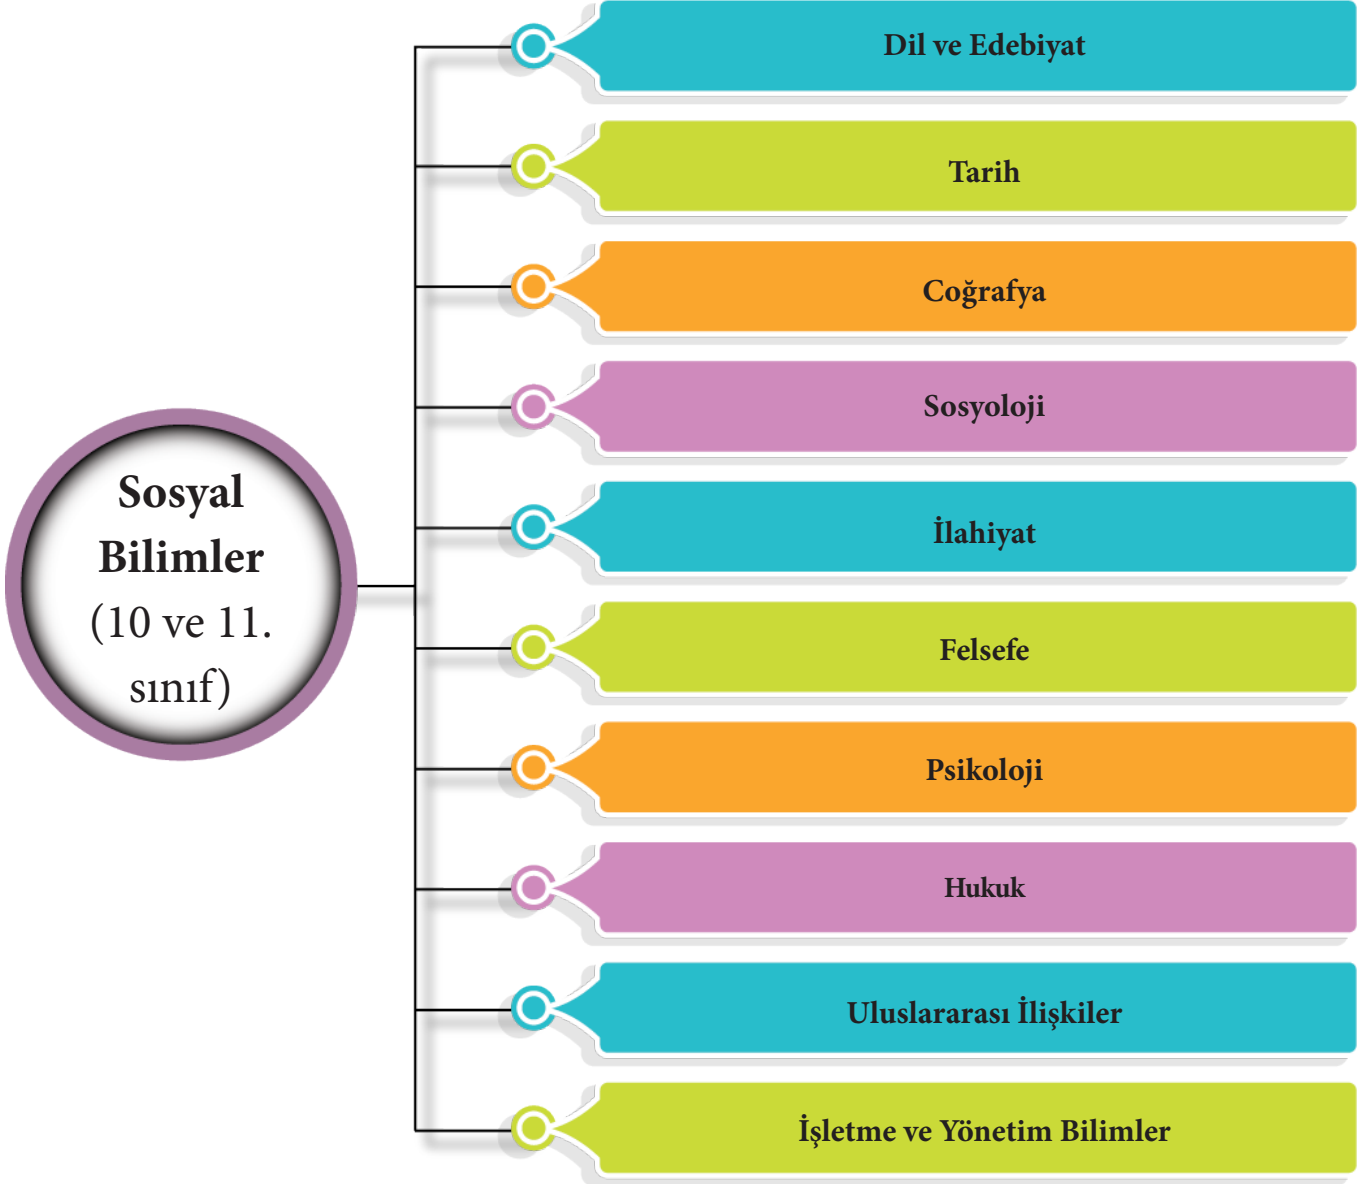 Sosyal
Bilimler
(10 ve 11.
sınıf)
Dil ve Edebiyat
Tarih
Coğrafya
Sosyoloji
İlahiyat
Felsefe
Psikoloji
Hukuk
Uluslararası İlişkiler
İşletme ve Yönetim Bilimler